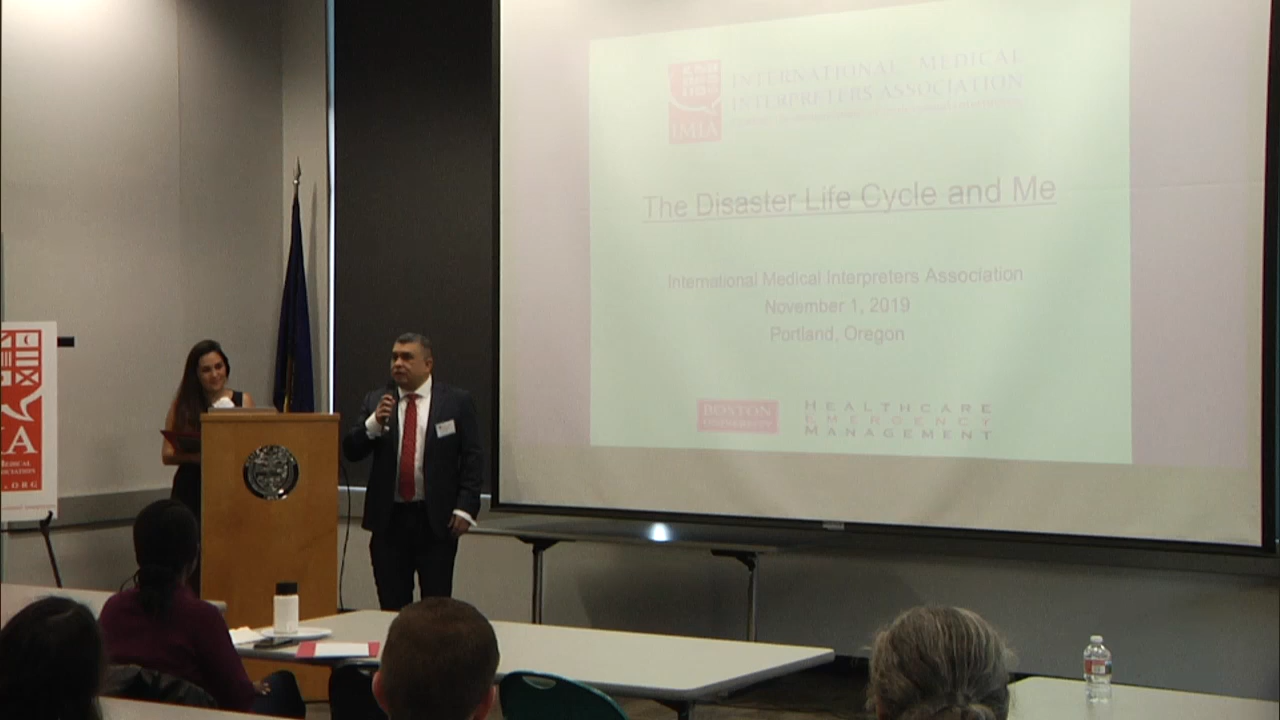 INTERNATIONAL MEDICAL
INTERPRETERS ASSOCIATION
IMIA
The Disaster Life Cycle and Me
International Medical Interpreters Association
November 1, 2019
Portland, Oregon
BOSTON
UNIVERSITY
HEALTHCARE
EMERGENCY
MANAGEMENT